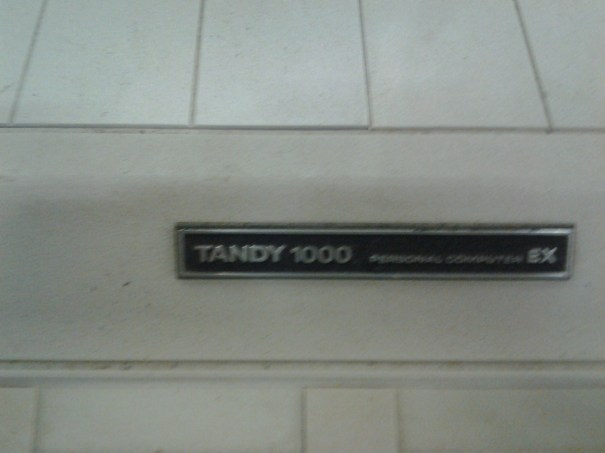 TANDY 1000 PERSONAL COMPUTER EX